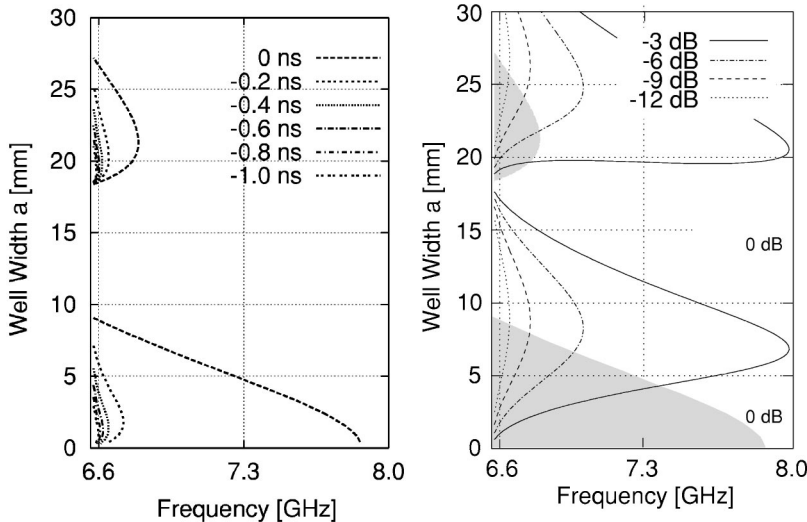 30
25
20
15
10
5
0
Well Width a [mm]
0 ns
-0.2 ns
-0.4 ns
-0.6 ns
-0.8 ns
-1.0 ns
6.6
7.3
8.0
Frequency [GHz]
30
25
20
15
10
5
0
Well Width a [mm]
-3 dB
-6 dB
-9 dB
-12 dB
0 dB
0 dB
6.6
7.3
8.0
Frequency [GHz]